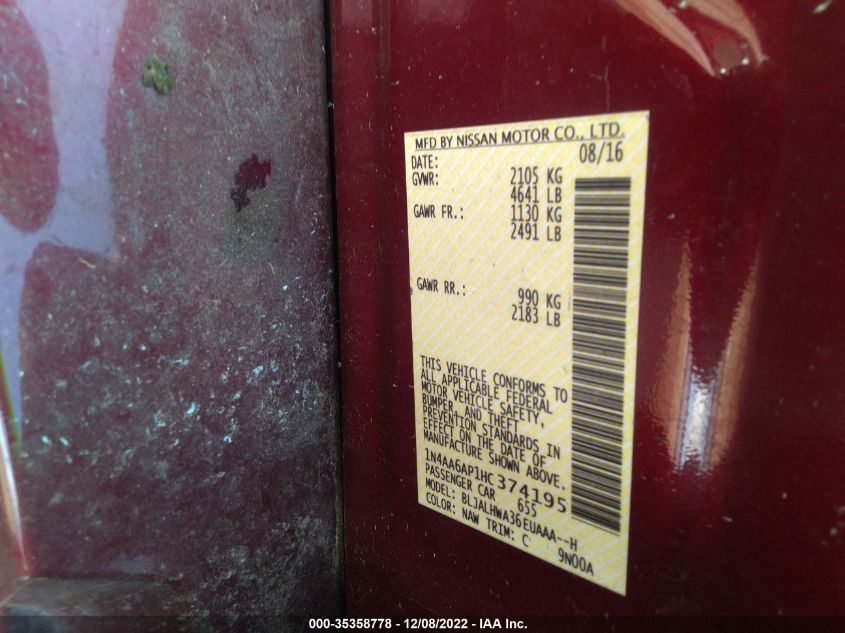 MFD BY NISSAN MOTOR CO., LTD.
DATE: 08/16
GVWR: 2105 KG
4641 LB
GAWR FR.: 1130 KG
2491 LB
GAWR RR.: 990 KG
2183 LB
THIS VEHICLE CONFORMS TO
ALL APPLICABLE FEDERAL
MOTOR VEHICLE SAFETY,
BUMPER, AND THEFT
PREVENTION STANDARDS IN
EFFECT ON THE DATE OF
MANUFACTURE SHOWN ABOVE.
1N4AA6AP1HC374195
PASSENGER CAR 655
MODEL: BLJALHWA36EUAAA--H
COLOR: NAW TRIM: C 9N00A
000-35358778 - 12/08/2022 - IAA Inc.